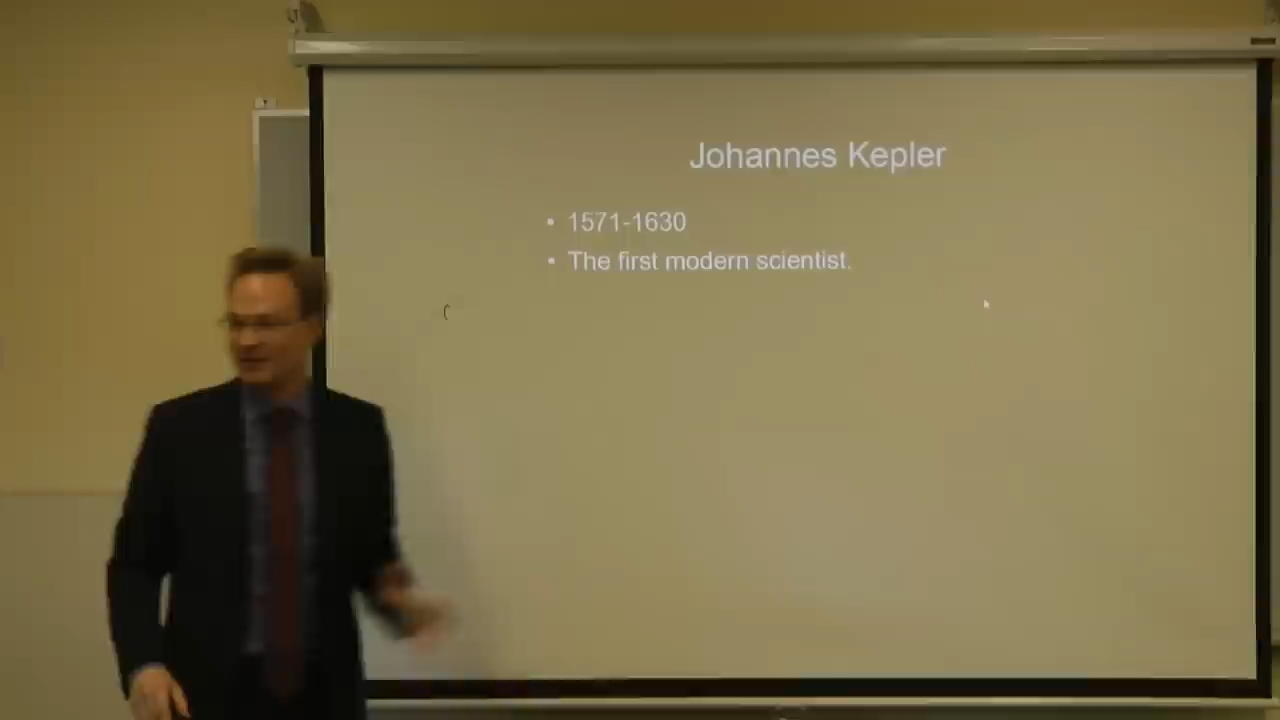 Johannes Kepler
• 1571-1630
• The first modern scientist.